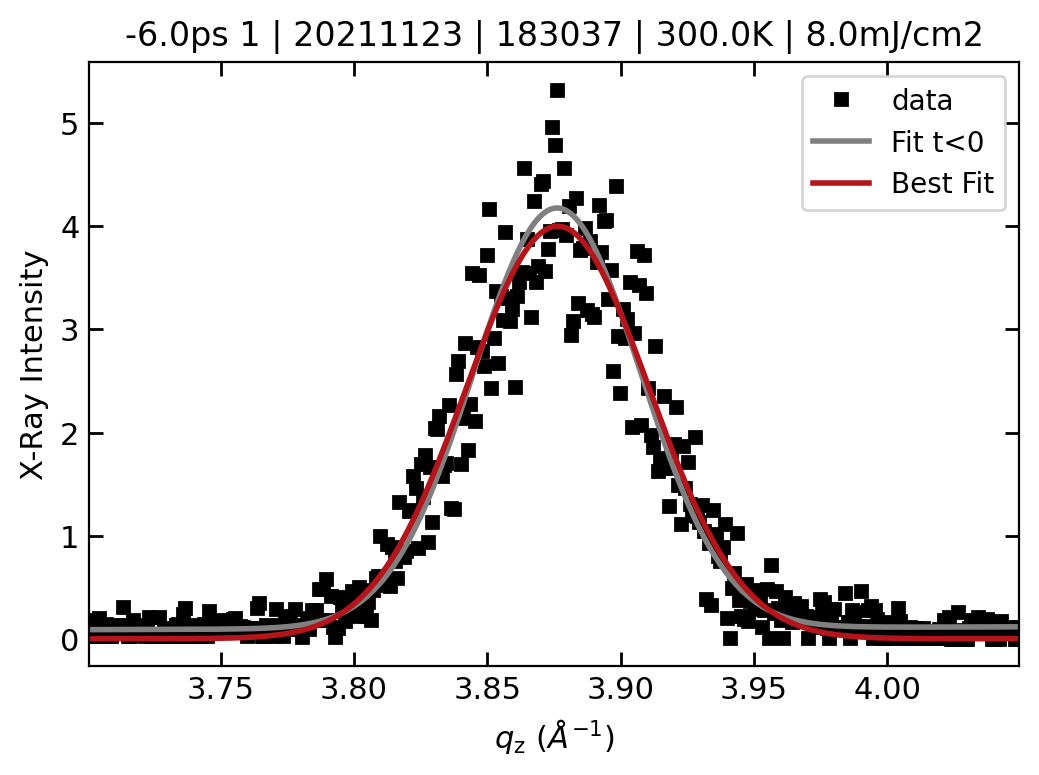 -6.0ps 1 | 20211123 | 183037 | 300.0K | 8.0mJ/cm2
data
Fit t<0
Best Fit
X-Ray Intensity
5
4
3
2
1
0
3.75 3.80 3.85 3.90 3.95 4.00
q_z (Å⁻¹)